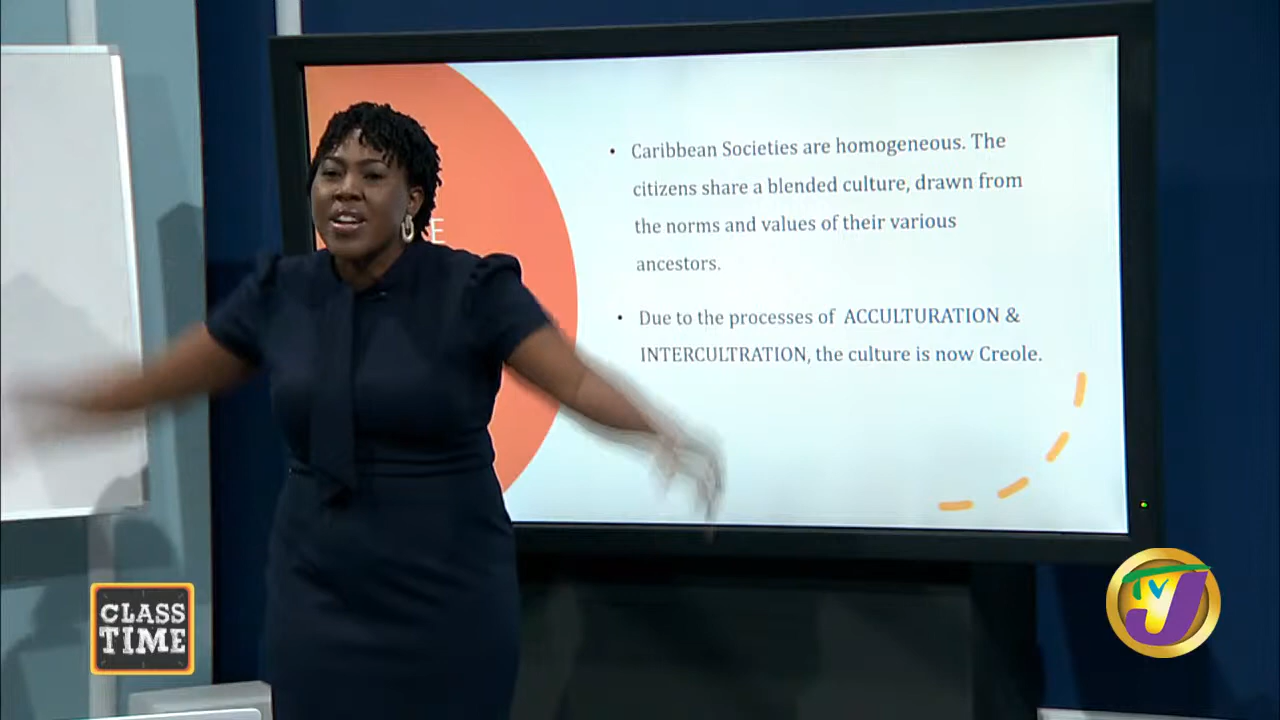 E
• Caribbean Societies are homogeneous. The
citizens share a blended culture, drawn from
the norms and values of their various
ancestors.
• Due to the processes of ACCULTURATION &
INTERCULTRATION, the culture is now Creole.
CLASS
TIME
TVJ